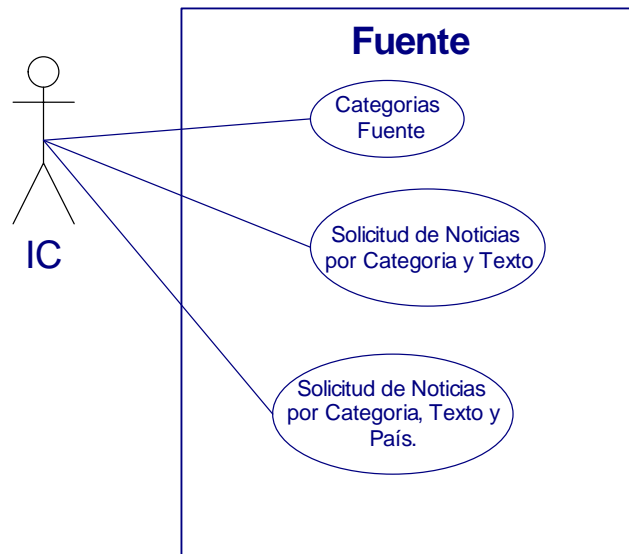 Fuente
Categorias
Fuente
Solicitud de Noticias
por Categoria y Texto
IC
Solicitud de Noticias
por Categoria, Texto y
País.